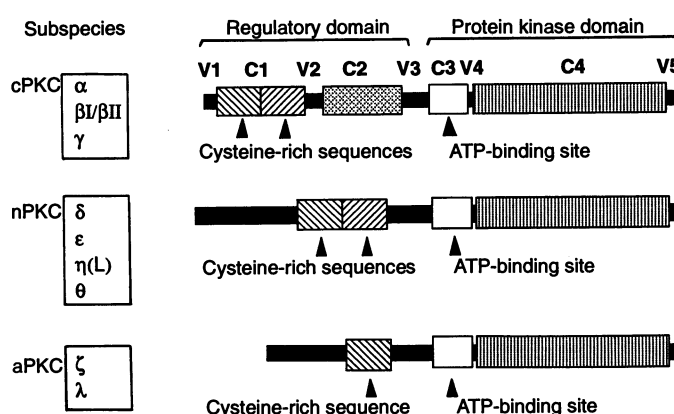 Subspecies
Regulatory domain
Protein kinase domain
V1 C1 V2 C2 V3 C3 V4 C4 V5
cPKC
α
βI/βII
γ
Cysteine-rich sequences
ATP-binding site
nPKC
δ
ε
η(L)
θ
Cysteine-rich sequences
ATP-binding site
aPKC
ζ
λ
Cysteine-rich sequence
ATP-binding site